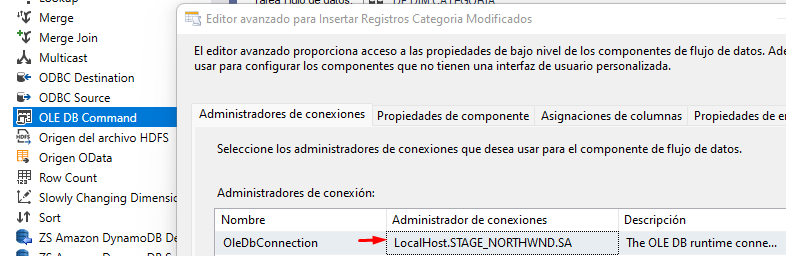 Merge
Merge Join
Multicast
ODBC Destination
ODBC Source
OLE DB Command
Origen del archivo HDFS
Origen OData
Row Count
Slowly Changing Dimensio
Sort
ZS Amazon DynamoDB De
Editor avanzado para Insertar Registros Categoria Modificados
El editor avanzado proporciona acceso a las propiedades de bajo nivel de los componentes de flujo de datos. Ade
usar para configurar los componentes que no tienen una interfaz de usuario personalizada.
Administradores de conexiones Propiedades de componente Asignaciones de columnas Propiedades de en
Seleccione los administradores de conexiones que desea usar para el componente de flujo de datos.
Administradores de conexión:
Nombre Administrador de conexiones Descripción
OleDbConnection LocalHost.STAGE_NORTHWND.SA The OLE DB runtime conne...